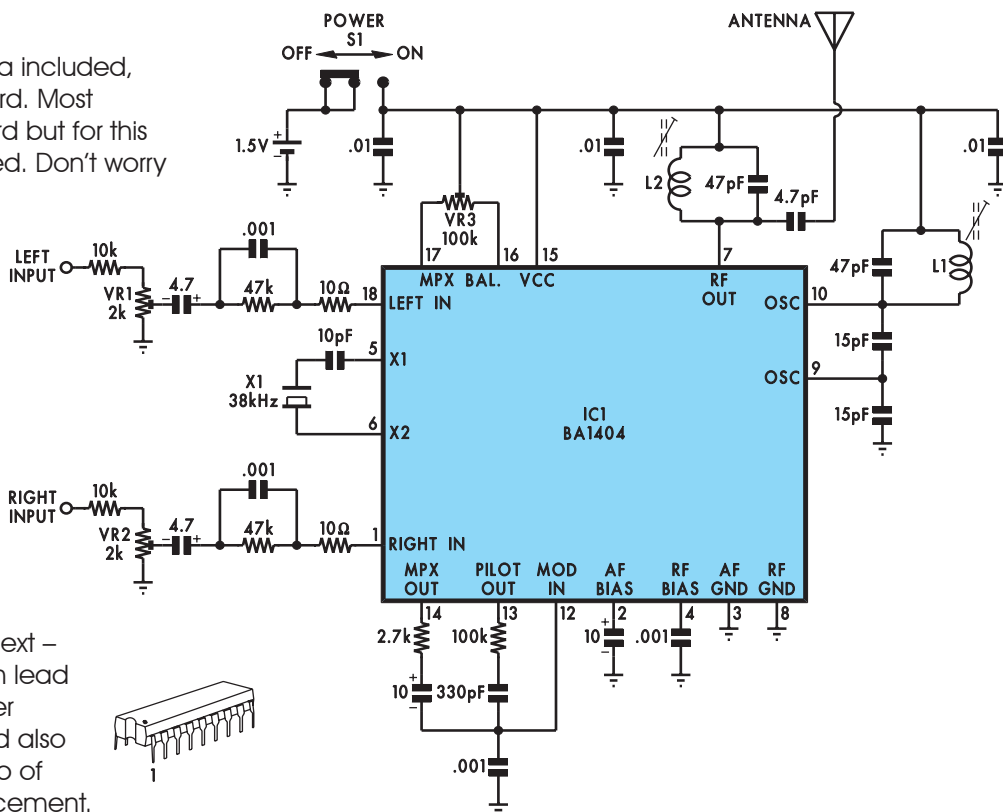 POWER
S1
OFF ON
ANTENNA
a included,
rd. Most
rd but for this
ed. Don't worry
1.5V
+
−
.01
.01
.01
L2
47pF
4.7pF
VR3
100k
47pF
L1
17
16
15
7
MPX BAL.
VCC
RF
OUT
LEFT
INPUT
10k
VR1
2k
4.7
− +
.001
47k
10Ω
18
LEFT IN
OSC
10
15pF
10pF
5
X1
X1
38kHz
OSC
9
15pF
6
X2
IC1
BA1404
RIGHT
INPUT
10k
VR2
2k
4.7
− +
.001
47k
10Ω
1
RIGHT IN
MPX
OUT
PILOT
OUT
MOD
IN
AF
BIAS
RF
BIAS
AF
GND
RF
GND
14
13
12
2
4
3
8
2.7k
100k
10
+
−
330pF
10
+
−
.001
.001
ext –
n lead
er
d also
o of
cement.
1